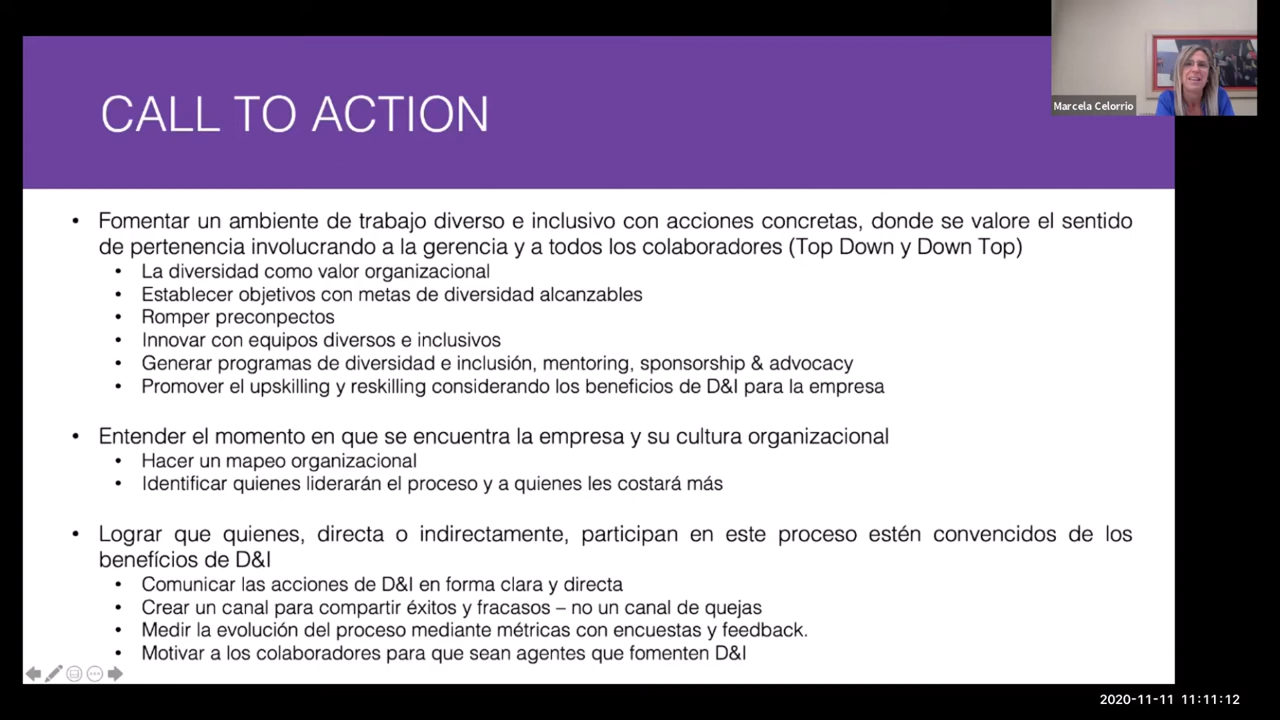 CALL TO ACTION
Marcela Celorrio
• Fomentar un ambiente de trabajo diverso e inclusivo con acciones concretas, donde se valore el sentido
de pertenencia involucrando a la gerencia y a todos los colaboradores (Top Down y Down Top)
• La diversidad como valor organizacional
• Establecer objetivos con metas de diversidad alcanzables
• Romper preconpectos
• Innovar con equipos diversos e inclusivos
• Generar programas de diversidad e inclusión, mentoring, sponsorship & advocacy
• Promover el upskilling y reskilling considerando los beneficios de D&I para la empresa
• Entender el momento en que se encuentra la empresa y su cultura organizacional
• Hacer un mapeo organizacional
• Identificar quienes liderarán el proceso y a quienes les costará más
• Lograr que quienes, directa o indirectamente, participan en este proceso estén convencidos de los
benefícios de D&I
• Comunicar las acciones de D&I en forma clara y directa
• Crear un canal para compartir éxitos y fracasos – no un canal de quejas
• Medir la evolución del proceso mediante métricas con encuestas y feedback.
• Motivar a los colaboradores para que sean agentes que fomenten D&I
2020-11-11 11:11:12